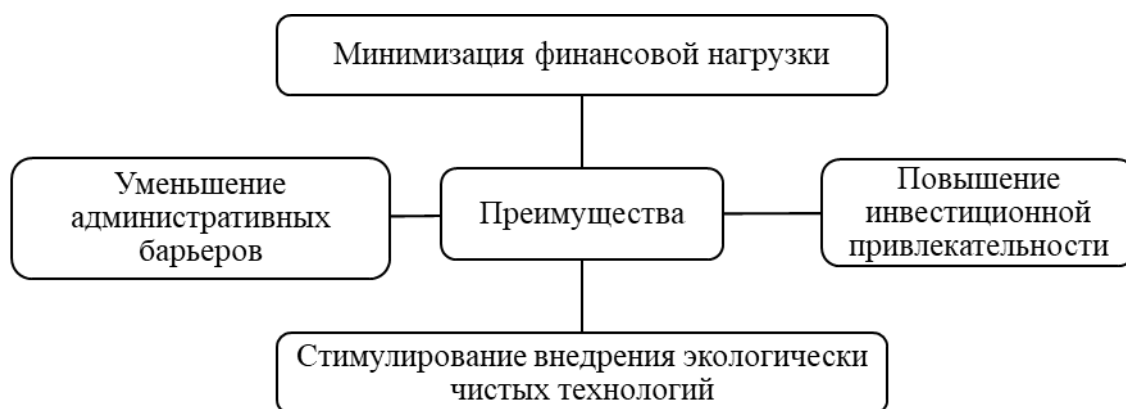 Минимизация финансовой нагрузки
Уменьшение
административных
барьеров
Преимущества
Повышение
инвестиционной
привлекательности
Стимулирование внедрения экологически
чистых технологий